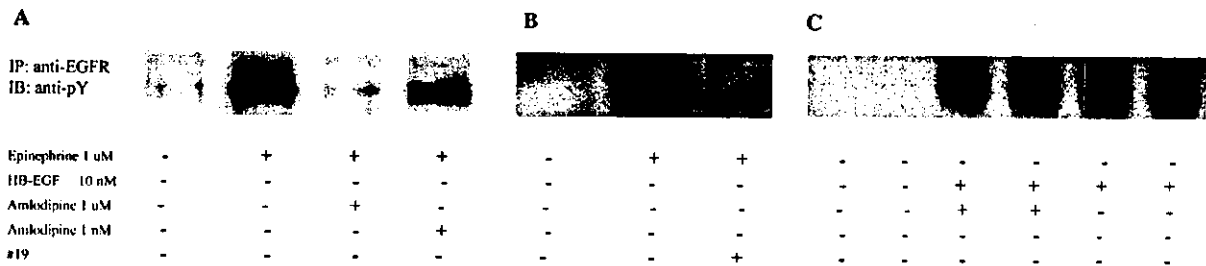 A B C
IP: anti-EGFR
IB: anti-pY
Epinephrine 1 uM - + + + - + + - - - - - -
HB-EGF 10 nM - - - - - - - - - + + + +
Amlodipine 1 uM - - + - - - - - - + + - -
Amlodipine 1 nM - - - + - - - - - -
#19 - - - - - - + - - - - - -